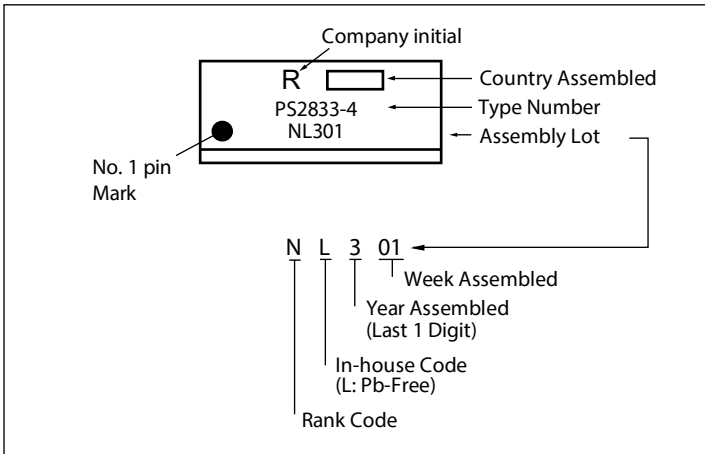 Company initial
R
Country Assembled
PS2833-4
Type Number
NL301
Assembly Lot
No. 1 pin
Mark
N L 3 01
Week Assembled
Year Assembled
(Last 1 Digit)
In-house Code
(L: Pb-Free)
Rank Code